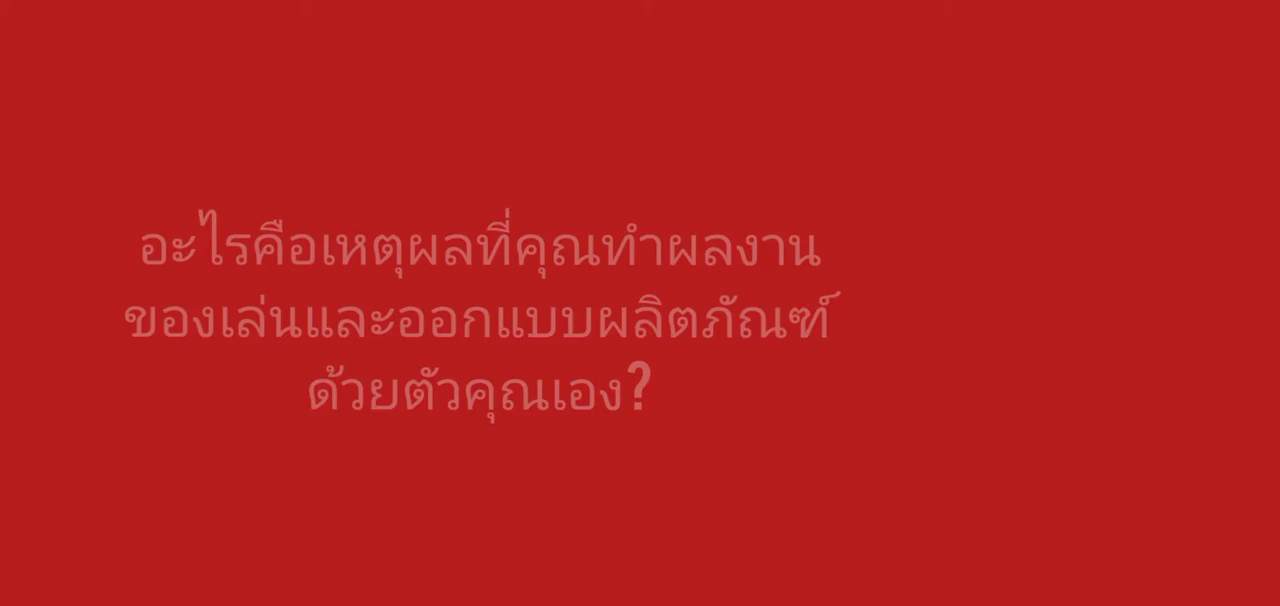 อะไรคือเหตุผลที่คุณทำผลงาน
ของเล่นและออกแบบผลิตภัณฑ์
ด้วยตัวคุณเอง?